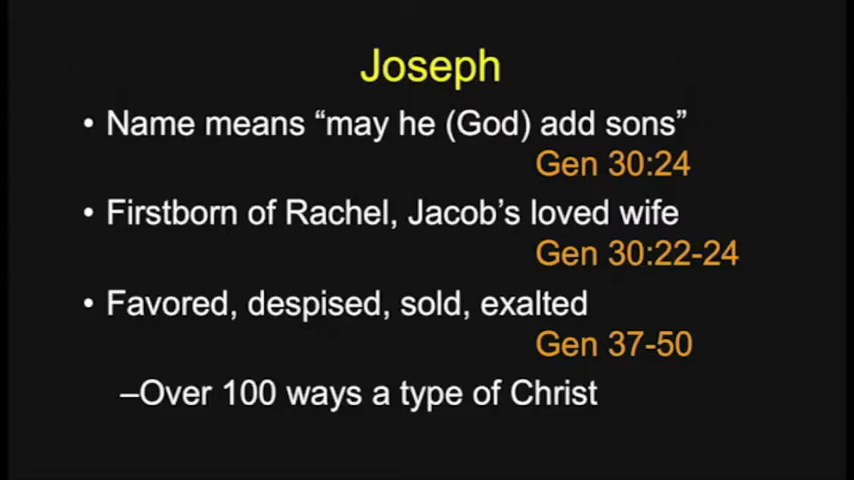 Joseph
• Name means “may he (God) add sons”
Gen 30:24
• Firstborn of Rachel, Jacob’s loved wife
Gen 30:22-24
• Favored, despised, sold, exalted
Gen 37-50
–Over 100 ways a type of Christ